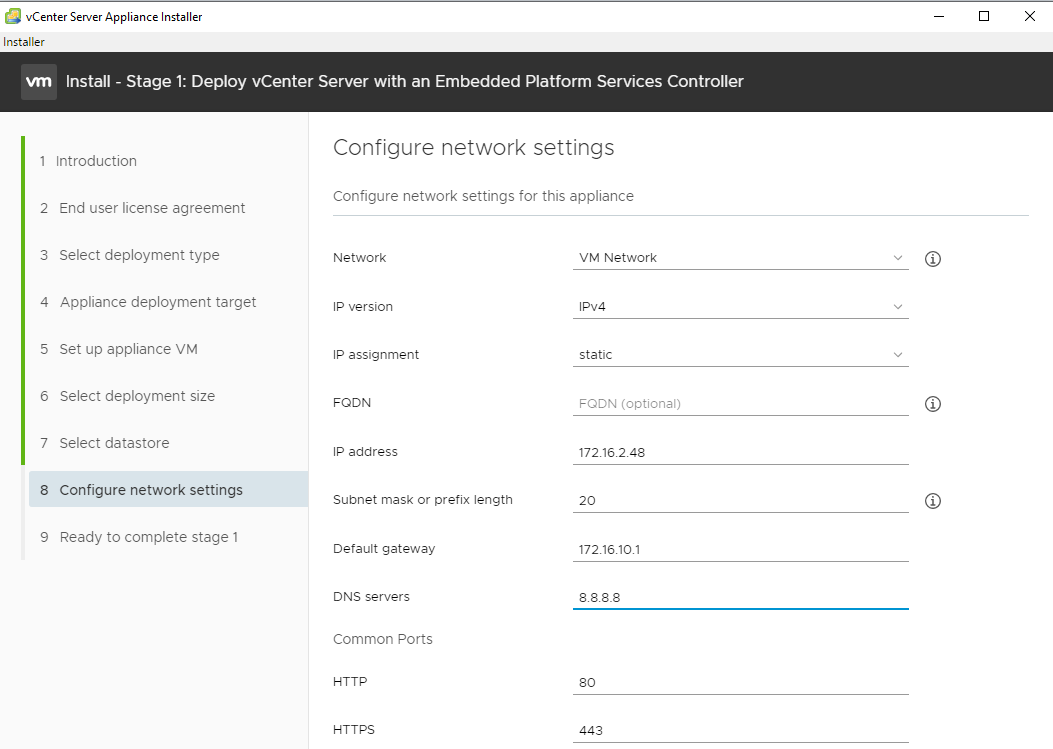 vCenter Server Appliance Installer
Installer
vm Install - Stage 1: Deploy vCenter Server with an Embedded Platform Services Controller
1 Introduction
2 End user license agreement
3 Select deployment type
4 Appliance deployment target
5 Set up appliance VM
6 Select deployment size
7 Select datastore
8 Configure network settings
9 Ready to complete stage 1
Configure network settings
Configure network settings for this appliance
Network VM Network
IP version IPv4
IP assignment static
FQDN FQDN (optional)
IP address 172.16.2.48
Subnet mask or prefix length 20
Default gateway 172.16.10.1
DNS servers 8.8.8.8
Common Ports
HTTP 80
HTTPS 443